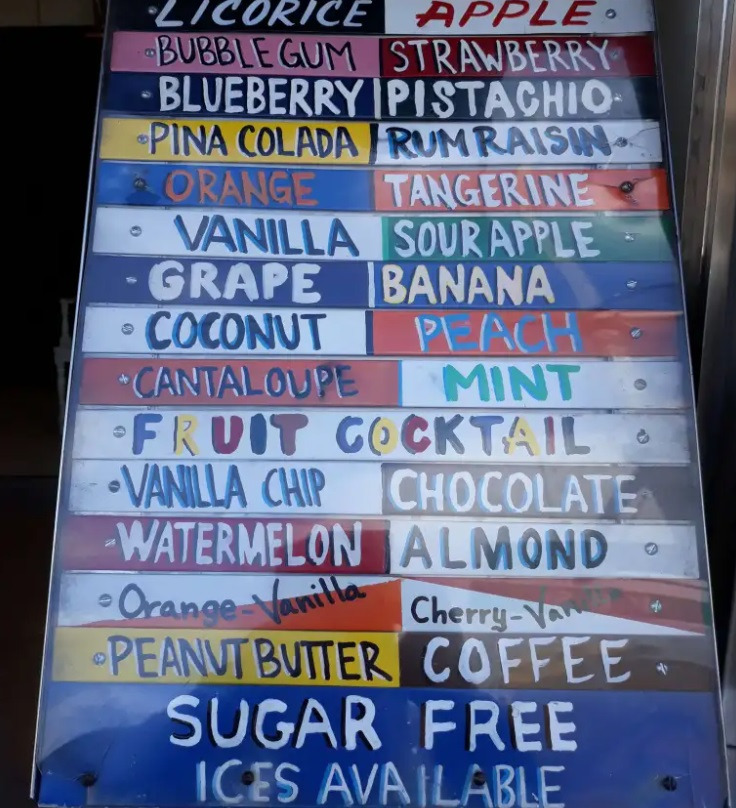 LICORICE APPLE
BUBBLE GUM STRAWBERRY
BLUEBERRY PISTACHIO
PINA COLADA RUM RAISIN
ORANGE TANGERINE
VANILLA SOUR APPLE
GRAPE BANANA
COCONUT PEACH
CANTALOUPE MINT
FRUIT COCKTAIL
VANILLA CHIP CHOCOLATE
WATERMELON ALMOND
Orange-Vanilla Cherry-Vanilla
PEANUT BUTTER COFFEE
SUGAR FREE
ICES AVAILABLE